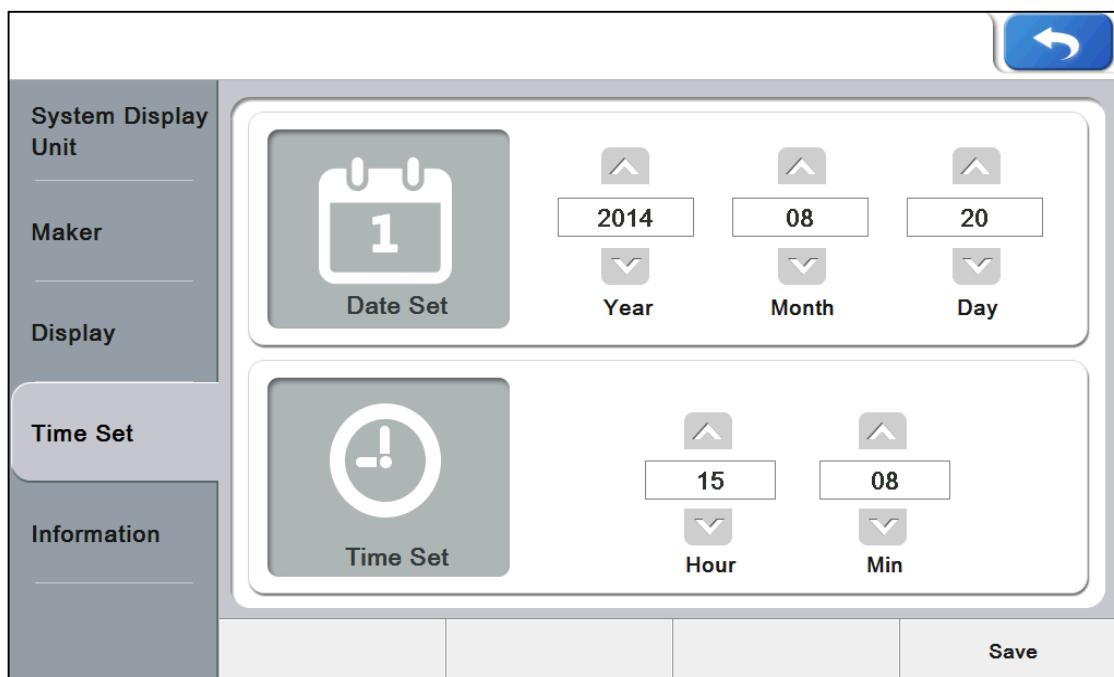 System Display
Unit
Maker
Display
Time Set
Information
1
Date Set
2014
08
20
Year
Month
Day
Time Set
15
08
Hour
Min
Save